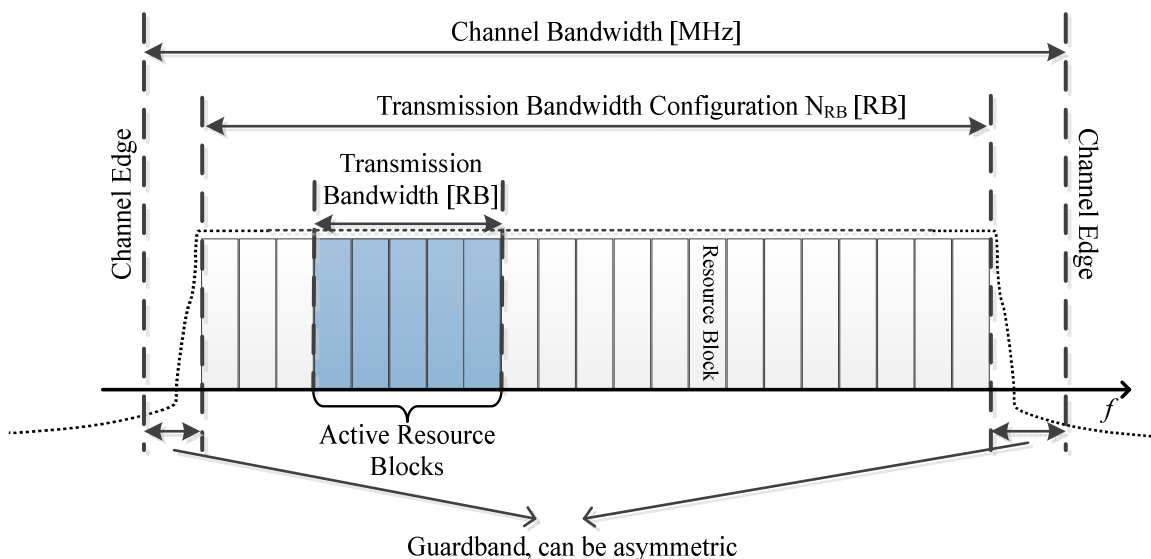 Channel Bandwidth [MHz]
Transmission Bandwidth Configuration NRB [RB]
Transmission
Bandwidth [RB]
Channel Edge
Channel Edge
Resource Block
f
Active Resource
Blocks
Guardband, can be asymmetric